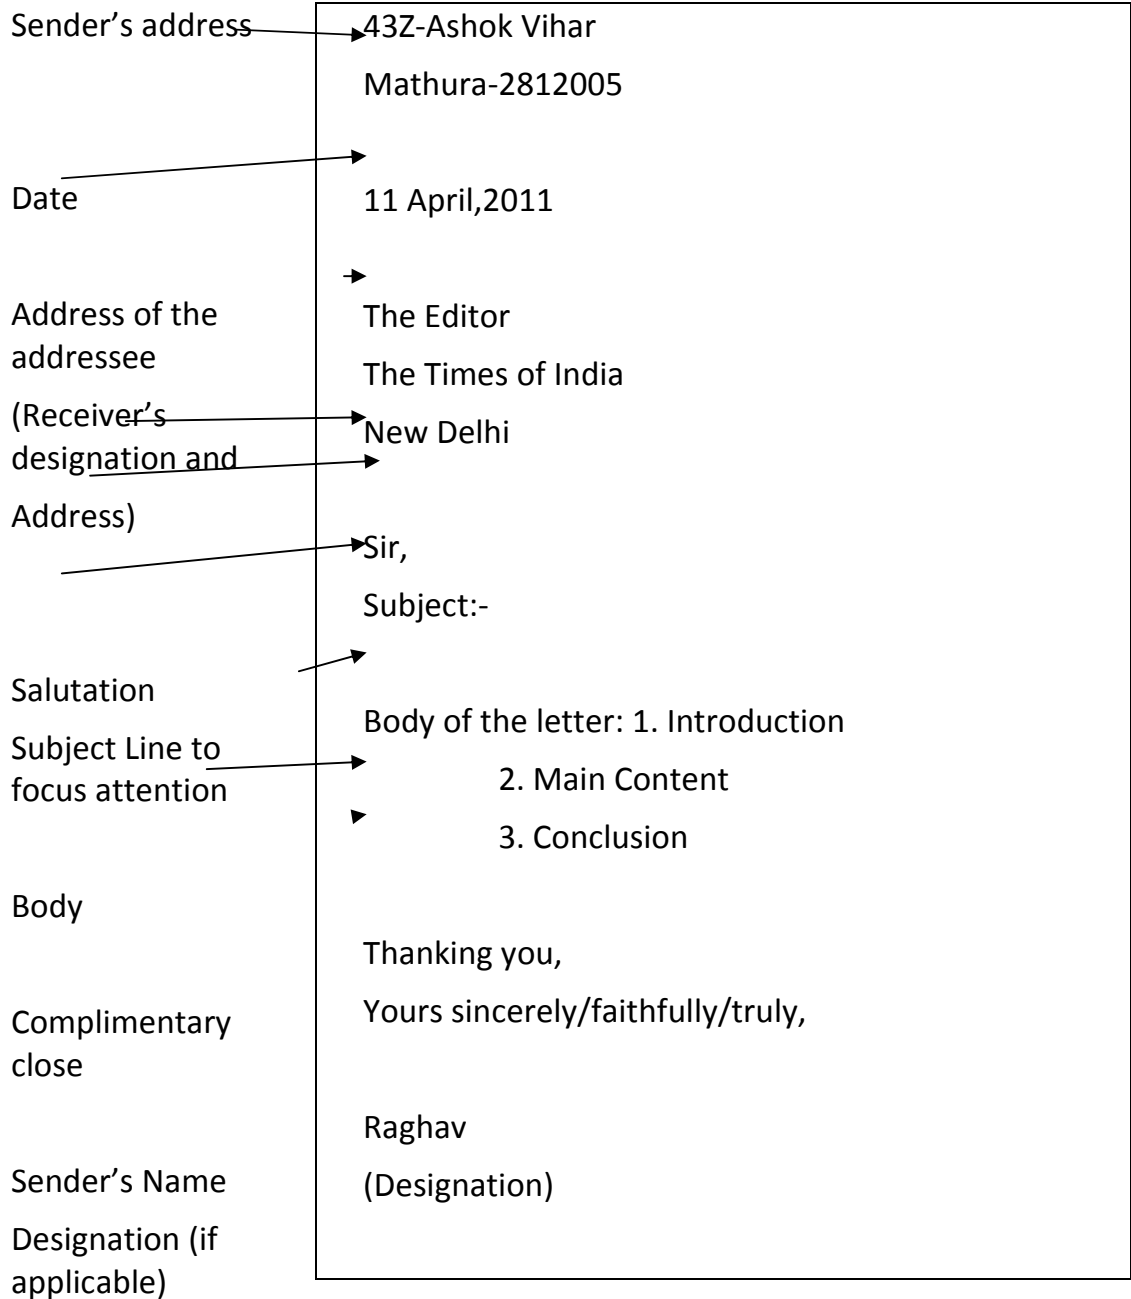 Sender’s address
43Z-Ashok Vihar
Mathura-2812005
Date
11 April,2011
Address of the
addressee
(Receiver’s
designation and
Address)
The Editor
The Times of India
New Delhi
Sir,
Subject:-
Salutation
Subject Line to
focus attention
Body of the letter: 1. Introduction
2. Main Content
3. Conclusion
Body
Thanking you,
Yours sincerely/faithfully/truly,
Complimentary
close
Raghav
(Designation)
Sender’s Name
Designation (if
applicable)